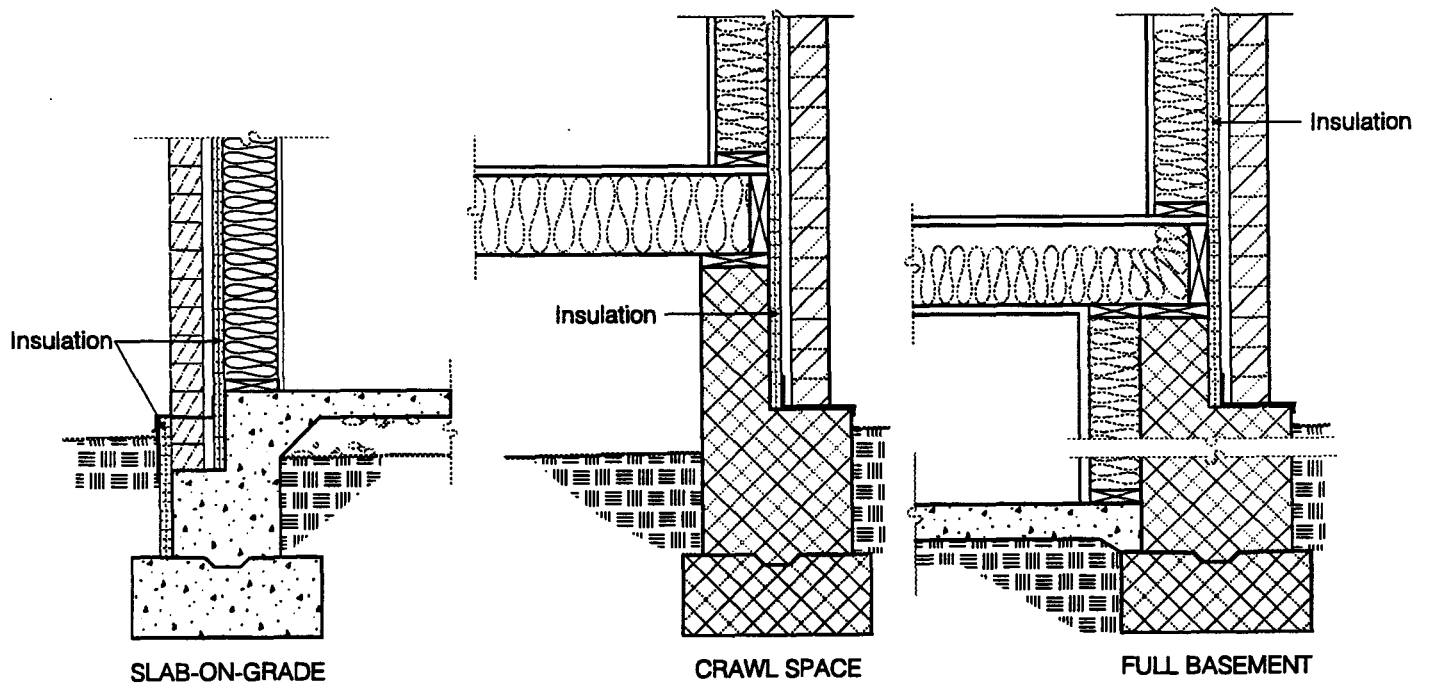 Insulation
Insulation
Insulation
SLAB-ON-GRADE
CRAWL SPACE
FULL BASEMENT